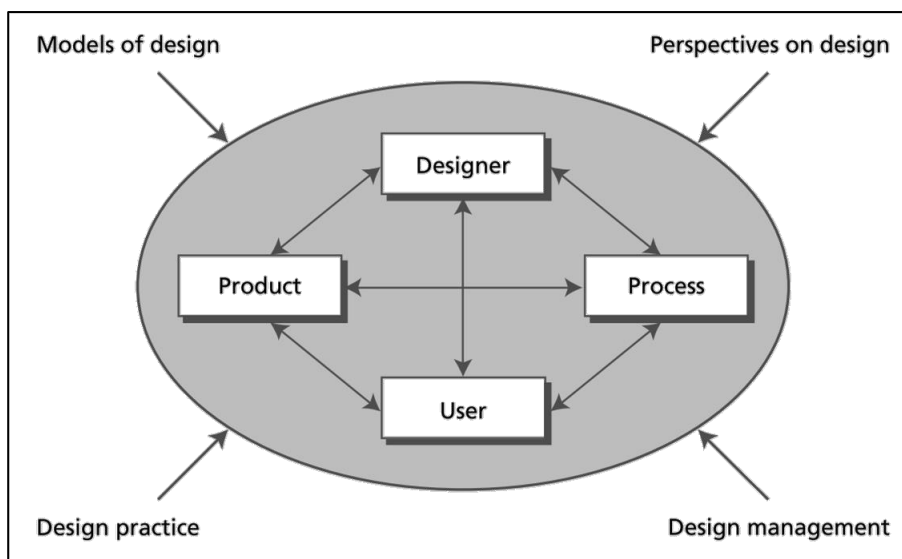 Models of design
Perspectives on design
Designer
Product
Process
User
Design practice
Design management